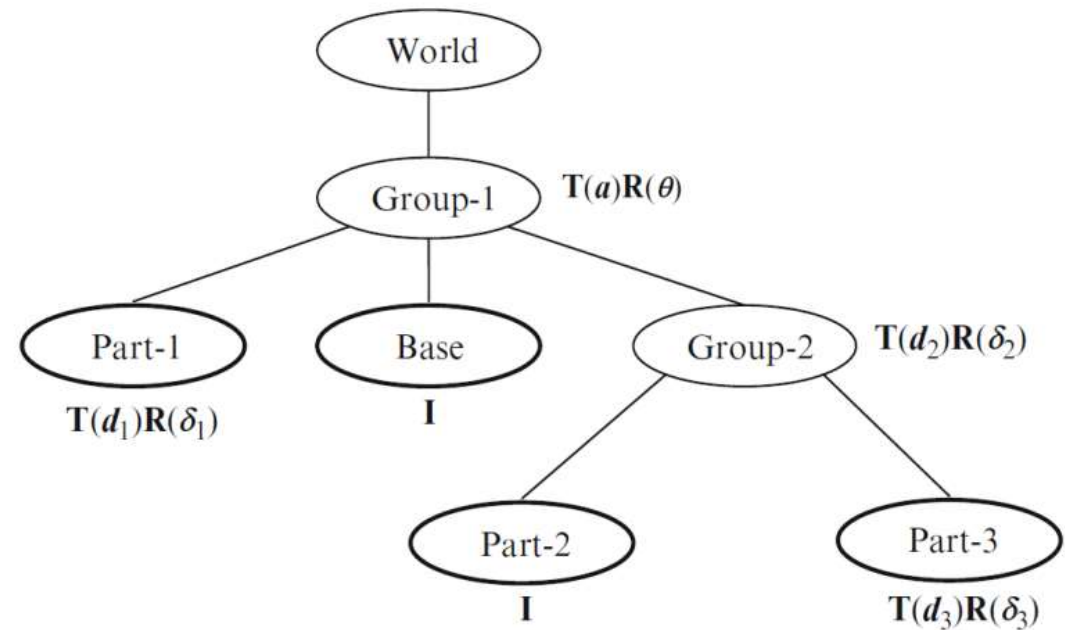 World
Group-1
T(a)R(θ)
Part-1
Base
Group-2
T(d₂)R(δ₂)
T(d₁)R(δ₁)
I
Part-2
Part-3
I
T(d₃)R(δ₃)